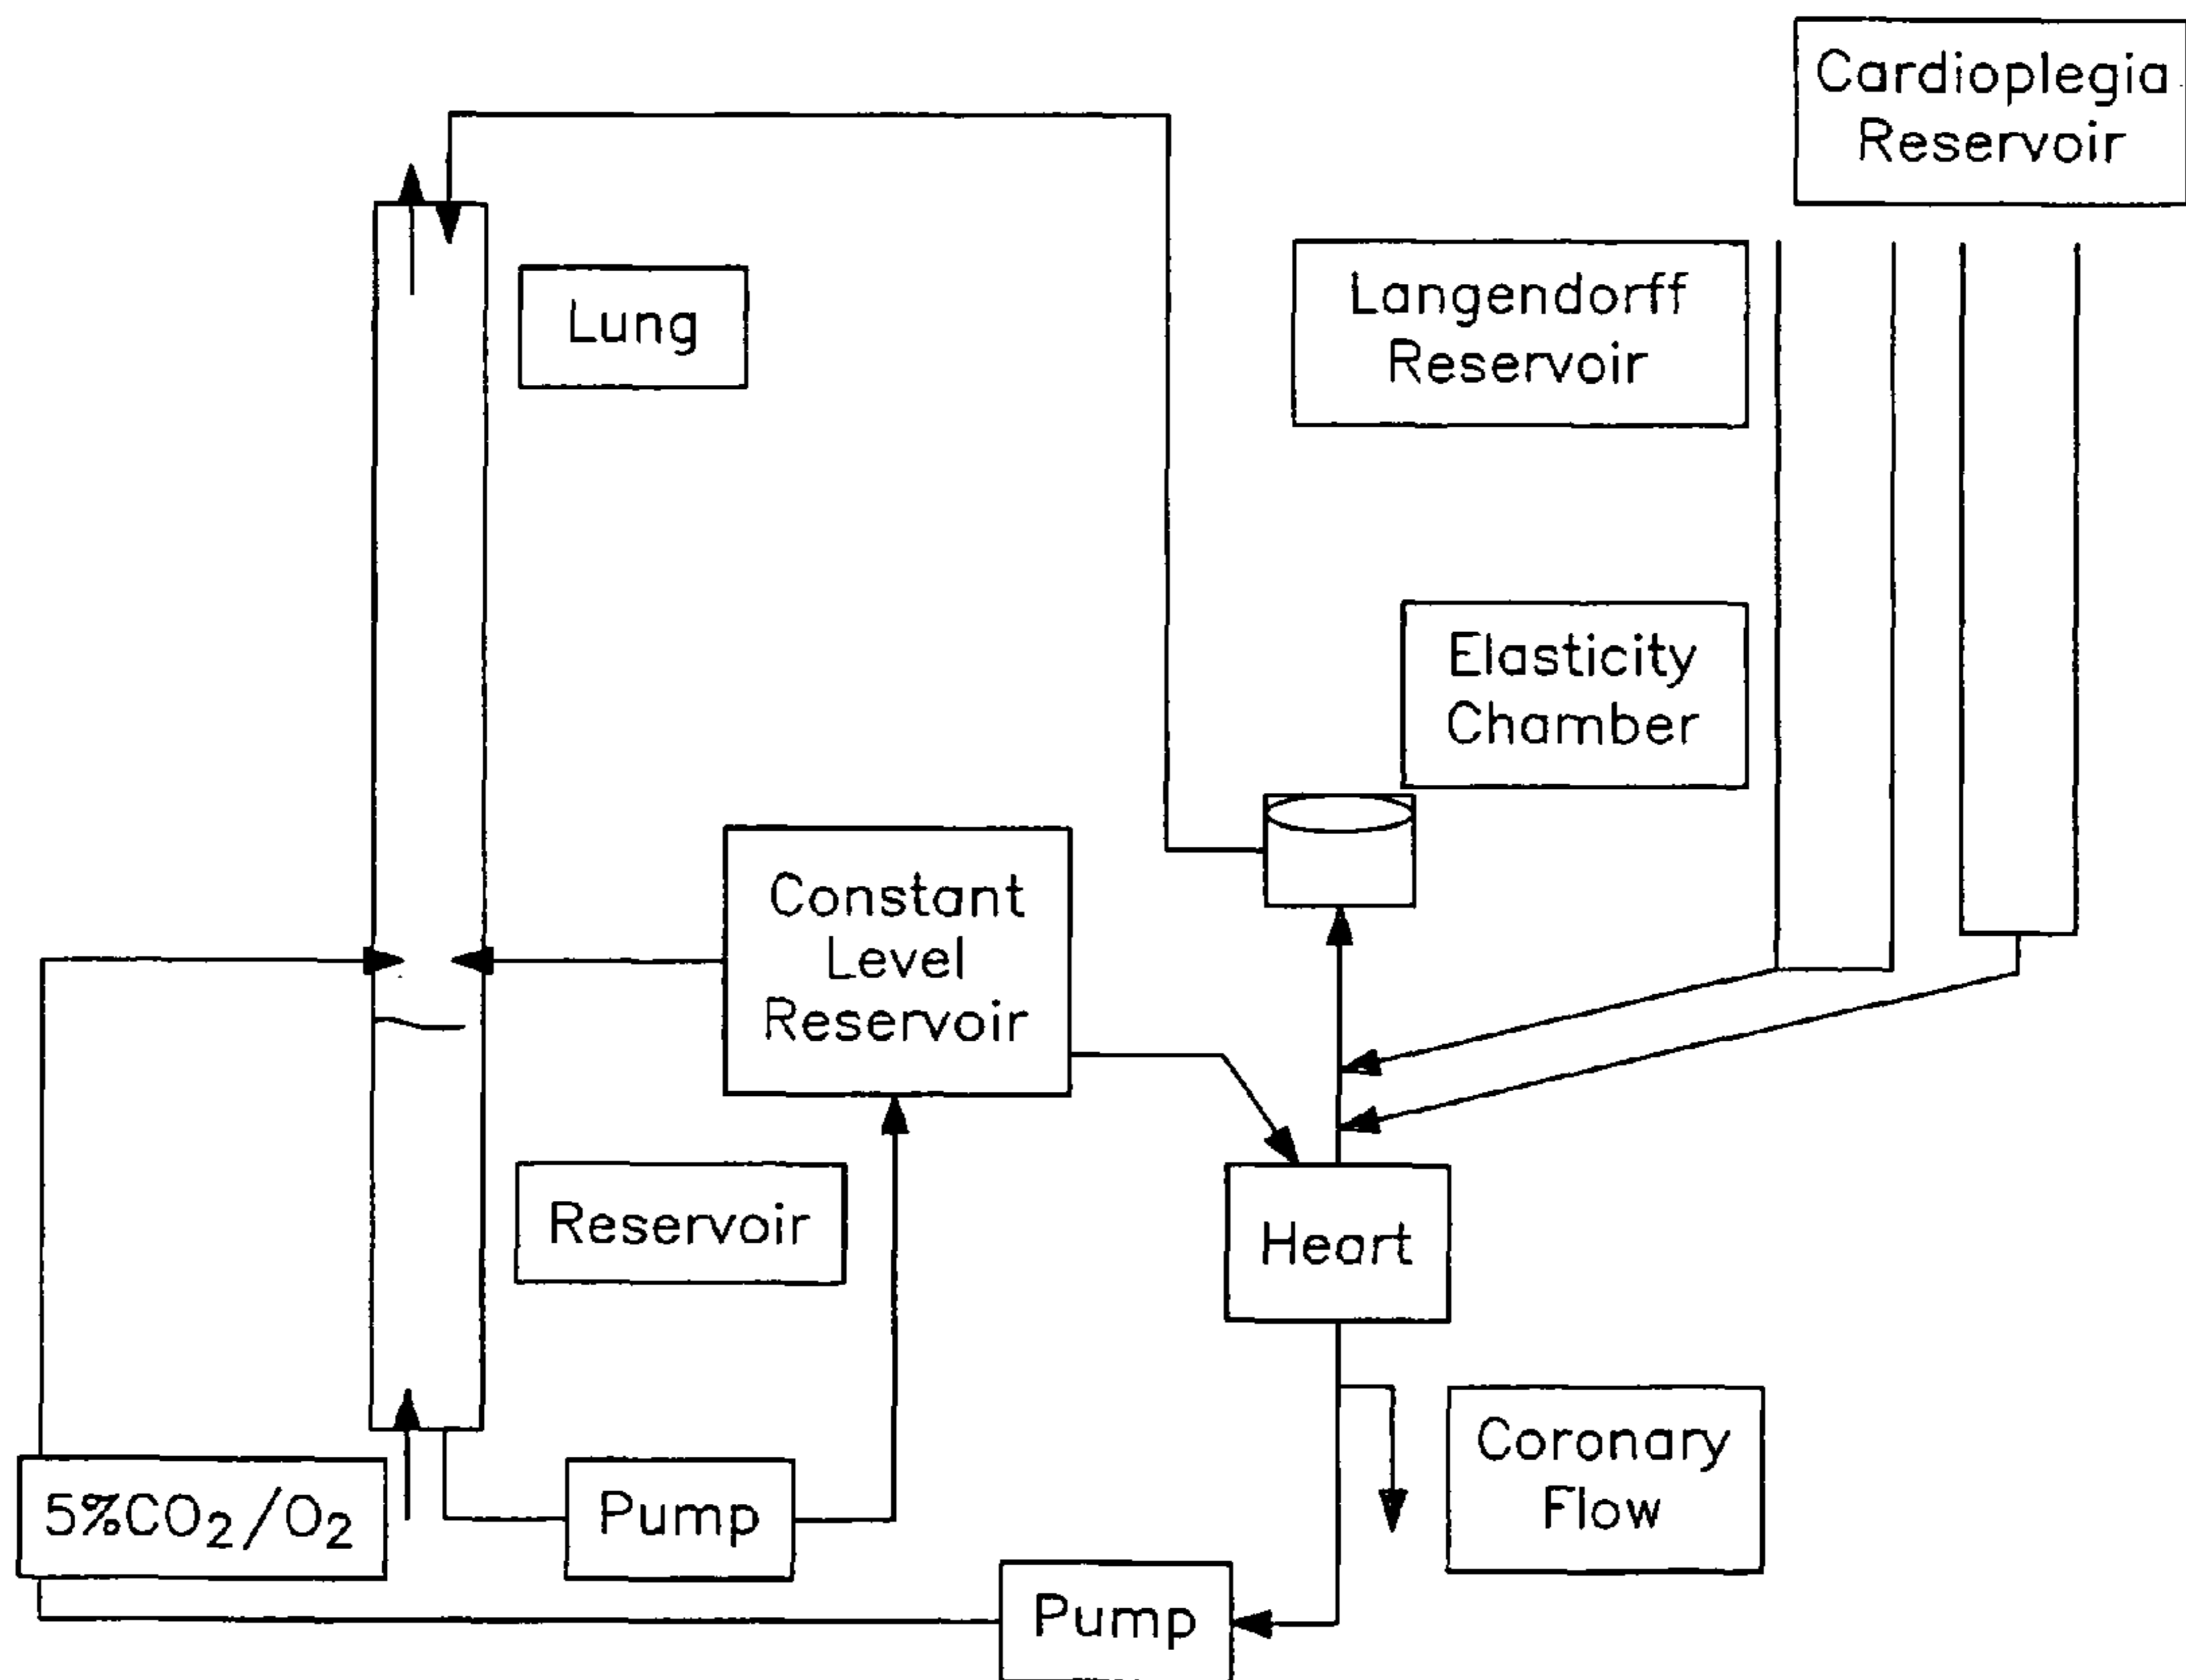 Cardioplegia
Reservoir
Lung
Langendorff
Reservoir
Elasticity
Chamber
Constant
Level
Reservoir
Reservoir
Heart
Coronary
Flow
5%CO₂/O₂
Pump
Pump